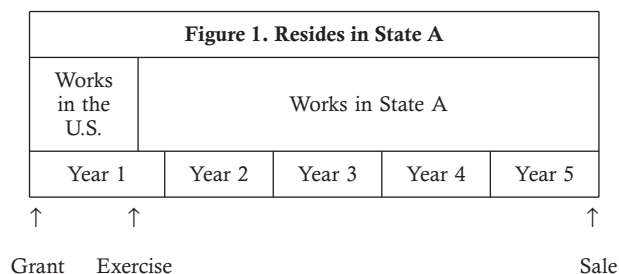 Figure 1. Resides in State A
Works
in the
U.S.
Works in State A
Year 1 Year 2 Year 3 Year 4 Year 5
↑ ↑ ↑
Grant Exercise Sale